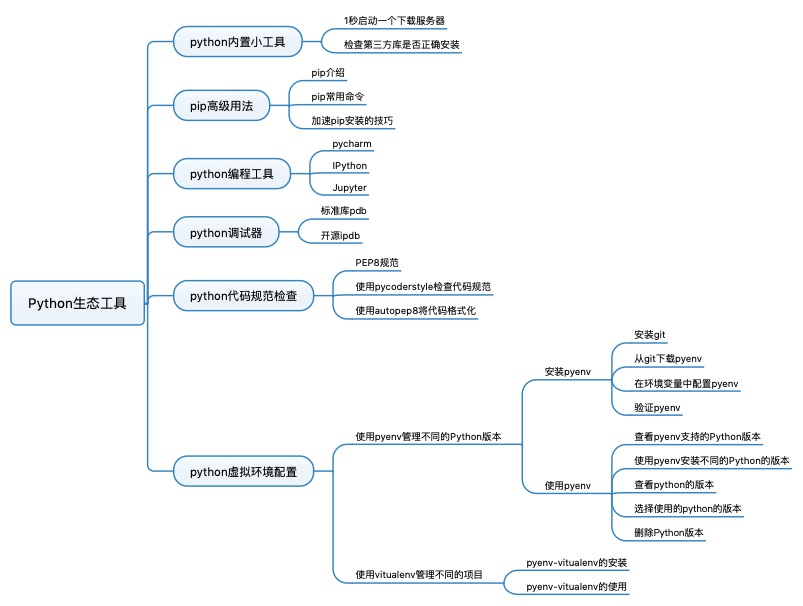 Python生态工具
python内置小工具
1秒启动一个下载服务器
检查第三方库是否正确安装
pip高级用法
pip介绍
pip常用命令
加速pip安装的技巧
python编程工具
pycharm
IPython
Jupyter
python调试器
标准库pdb
开源ipdb
python代码规范检查
PEP8规范
使用pycoderstyle检查代码规范
使用autopep8将代码格式化
python虚拟环境配置
使用pyenv管理不同的Python版本
安装pyenv
安装git
从git下载pyenv
在环境变量中配置pyenv
验证pyenv
使用pyenv
查看pyenv支持的Python版本
使用pyenv安装不同的Python的版本
查看python的版本
选择使用的python的版本
删除Python版本
使用vitualenv管理不同的项目
pyenv-vitualenv的安装
pyenv-vitualenv的使用